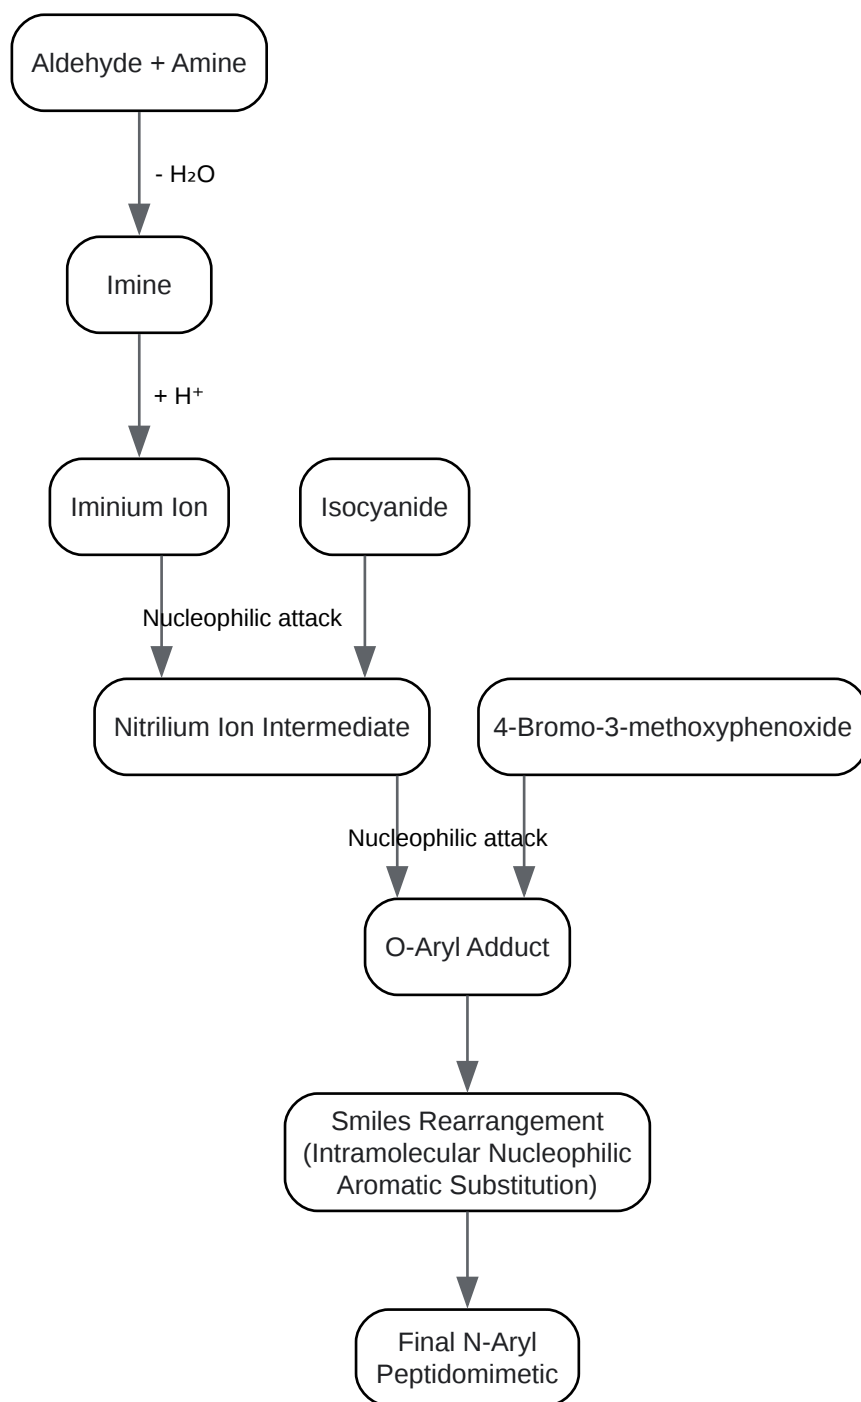 Aldehyde + Amine
- H₂O
Imine
+ H⁺
Iminium Ion
Isocyanide
Nucleophilic attack
Nitrilium Ion Intermediate
4-Bromo-3-methoxyphenoxide
Nucleophilic attack
O-Aryl Adduct
Smiles Rearrangement
(Intramolecular Nucleophilic
Aromatic Substitution)
Final N-Aryl
Peptidomimetic